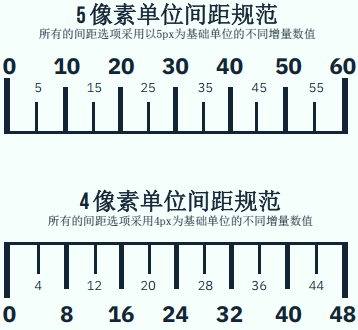 5 像素单位间距规范
所有的间距选项采用以5px为基础单位的不同增量数值
0 10 20 30 40 50 60
5 15 25 35 45 55
4 像素单位间距规范
所有的间距选项采用4px为基础单位的不同增量数值
4 12 20 28 36 44
0 8 16 24 32 40 48